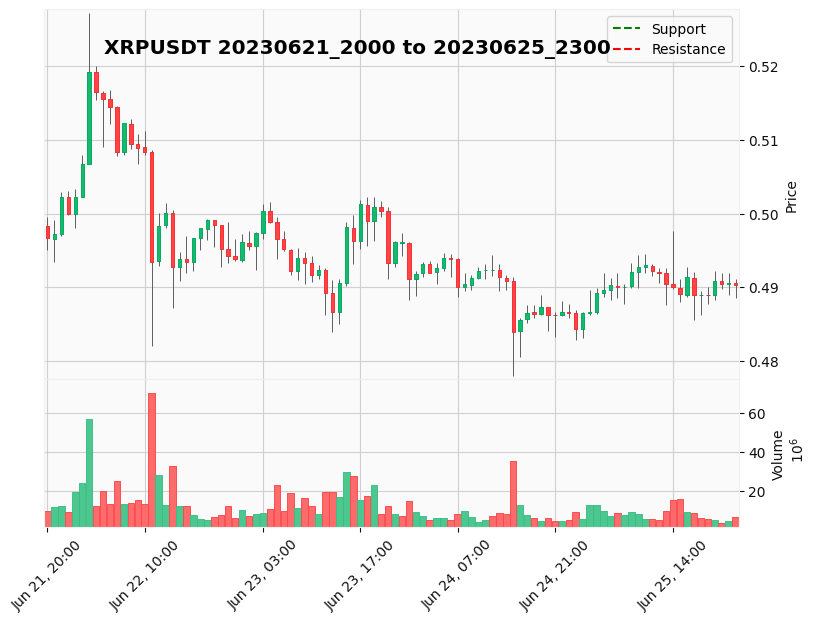 XRPUSDT 20230621_2000 to 20230625_2300
Support
Resistance
0.52
0.51
0.50
0.49
0.48
Price
60
40
20
Volume
10^6
Jun 21, 20:00
Jun 22, 10:00
Jun 23, 03:00
Jun 23, 17:00
Jun 24, 07:00
Jun 24, 21:00
Jun 25, 14:00